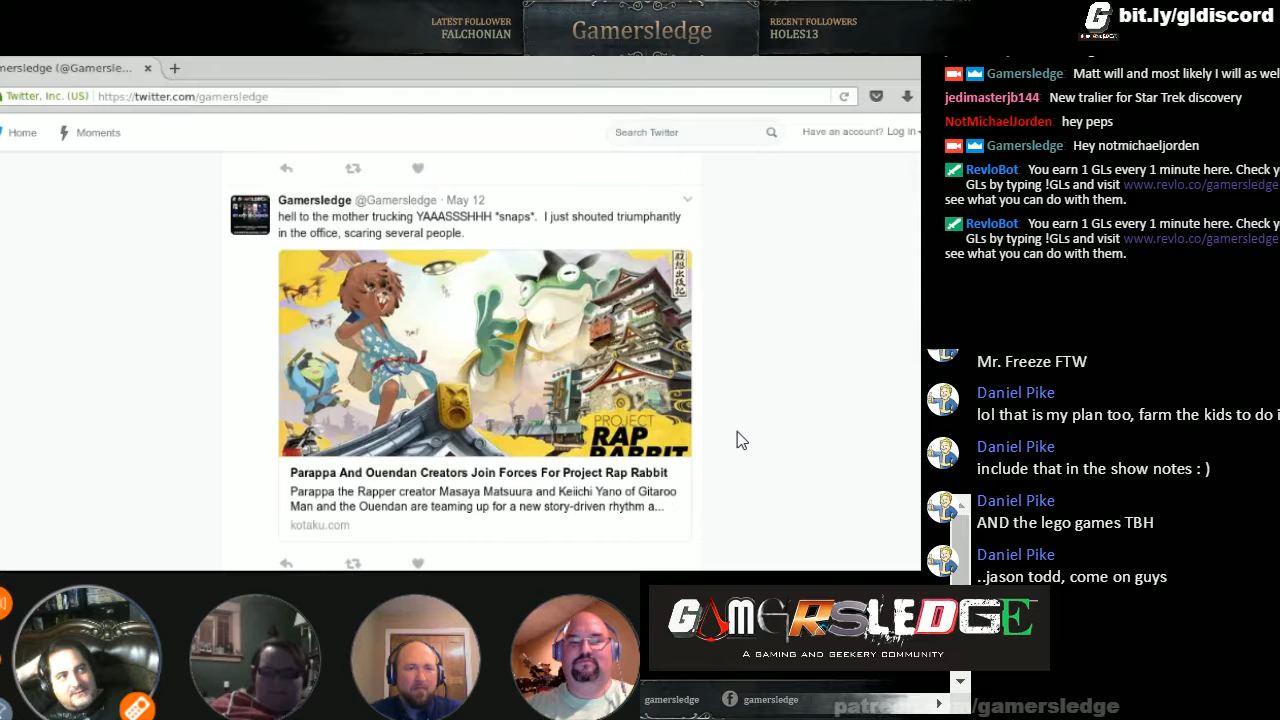 LATEST FOLLOWER
FALCHONIAN
Gamersledge
RECENT FOLLOWERS
HOLES13
bit.ly/gldiscord
mersledge (@Gamersle...
Twitter, Inc. (US)
https://twitter.com/gamersledge
Home
Moments
Search Twitter
Have an account? Log in
Gamersledge @Gamersledge · May 12
hell to the mother trucking YAAASSSHHH *snaps*. I just shouted triumphantly
in the office, scaring several people.
PROJECT
RAP
RABBIT
Parappa And Ouendan Creators Join Forces For Project Rap Rabbit
Parappa the Rapper creator Masaya Matsuura and Keiichi Yano of Gitaroo
Man and the Ouendan are teaming up for a new story-driven rhythm a...
kotaku.com
Gamersledge Matt will and most likely I will as wel
jedimasterjb144 New tralier for Star Trek discovery
NotMichaelJorden hey peps
Gamersledge Hey notmichaeljorden
RevloBot You earn 1 GLs every 1 minute here. Check y
GLs by typing !GLs and visit www.revlo.co/gamersledge
see what you can do with them.
RevloBot You earn 1 GLs every 1 minute here. Check y
GLs by typing !GLs and visit www.revlo.co/gamersledge
see what you can do with them.
Mr. Freeze FTW
Daniel Pike
lol that is my plan too, farm the kids to do i
Daniel Pike
include that in the show notes : )
Daniel Pike
AND the lego games TBH
Daniel Pike
..jason todd, come on guys
GAMERSLEDGE
A GAMING AND GEEKERY COMMUNITY
gamersledge
gamersledge
/gamersledge